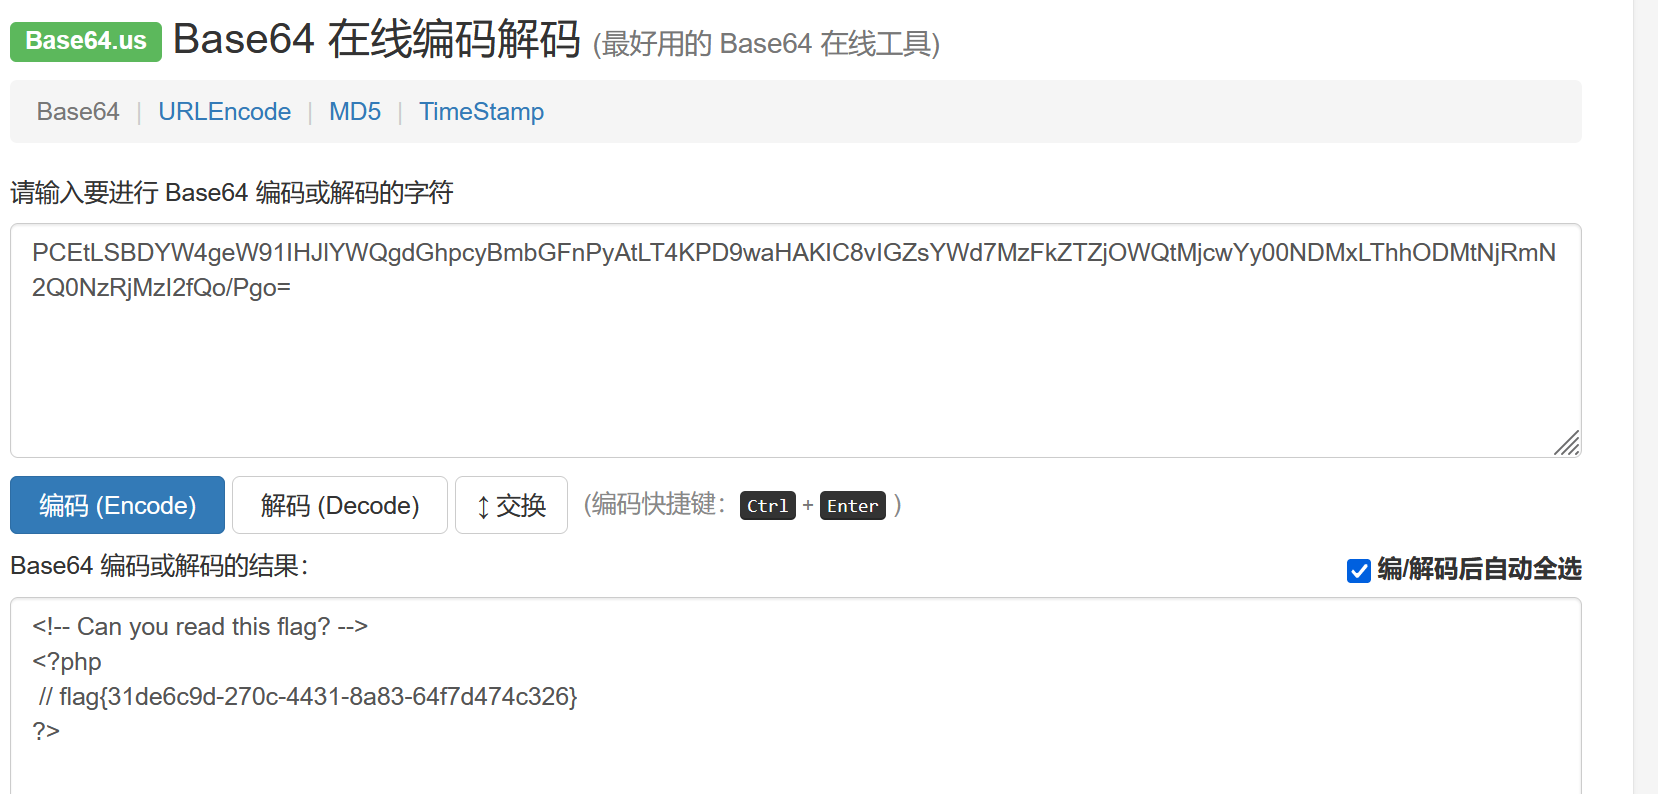 Base64.us Base64 在线编码解码 (最好用的 Base64 在线工具)
Base64 | URLEncode | MD5 | TimeStamp
请输入要进行 Base64 编码或解码的字符
PCEtLSBDYW4geW91IHJlYWQgdGhpcyBmbGFnPyAtLT4KPD9waHAKIC8vIGZsYWd7MzFkZTZjOWQtMjcwYy00NDMxLThhODMtNjRmN
2Q0NzRjMzI2fQo/Pgo=
编码 (Encode) 解码 (Decode) ↕ 交换 (编码快捷键: Ctrl + Enter )
Base64 编码或解码的结果: 编/解码后自动全选
<!-- Can you read this flag? -->
<?php
// flag{31de6c9d-270c-4431-8a83-64f7d474c326}
?>